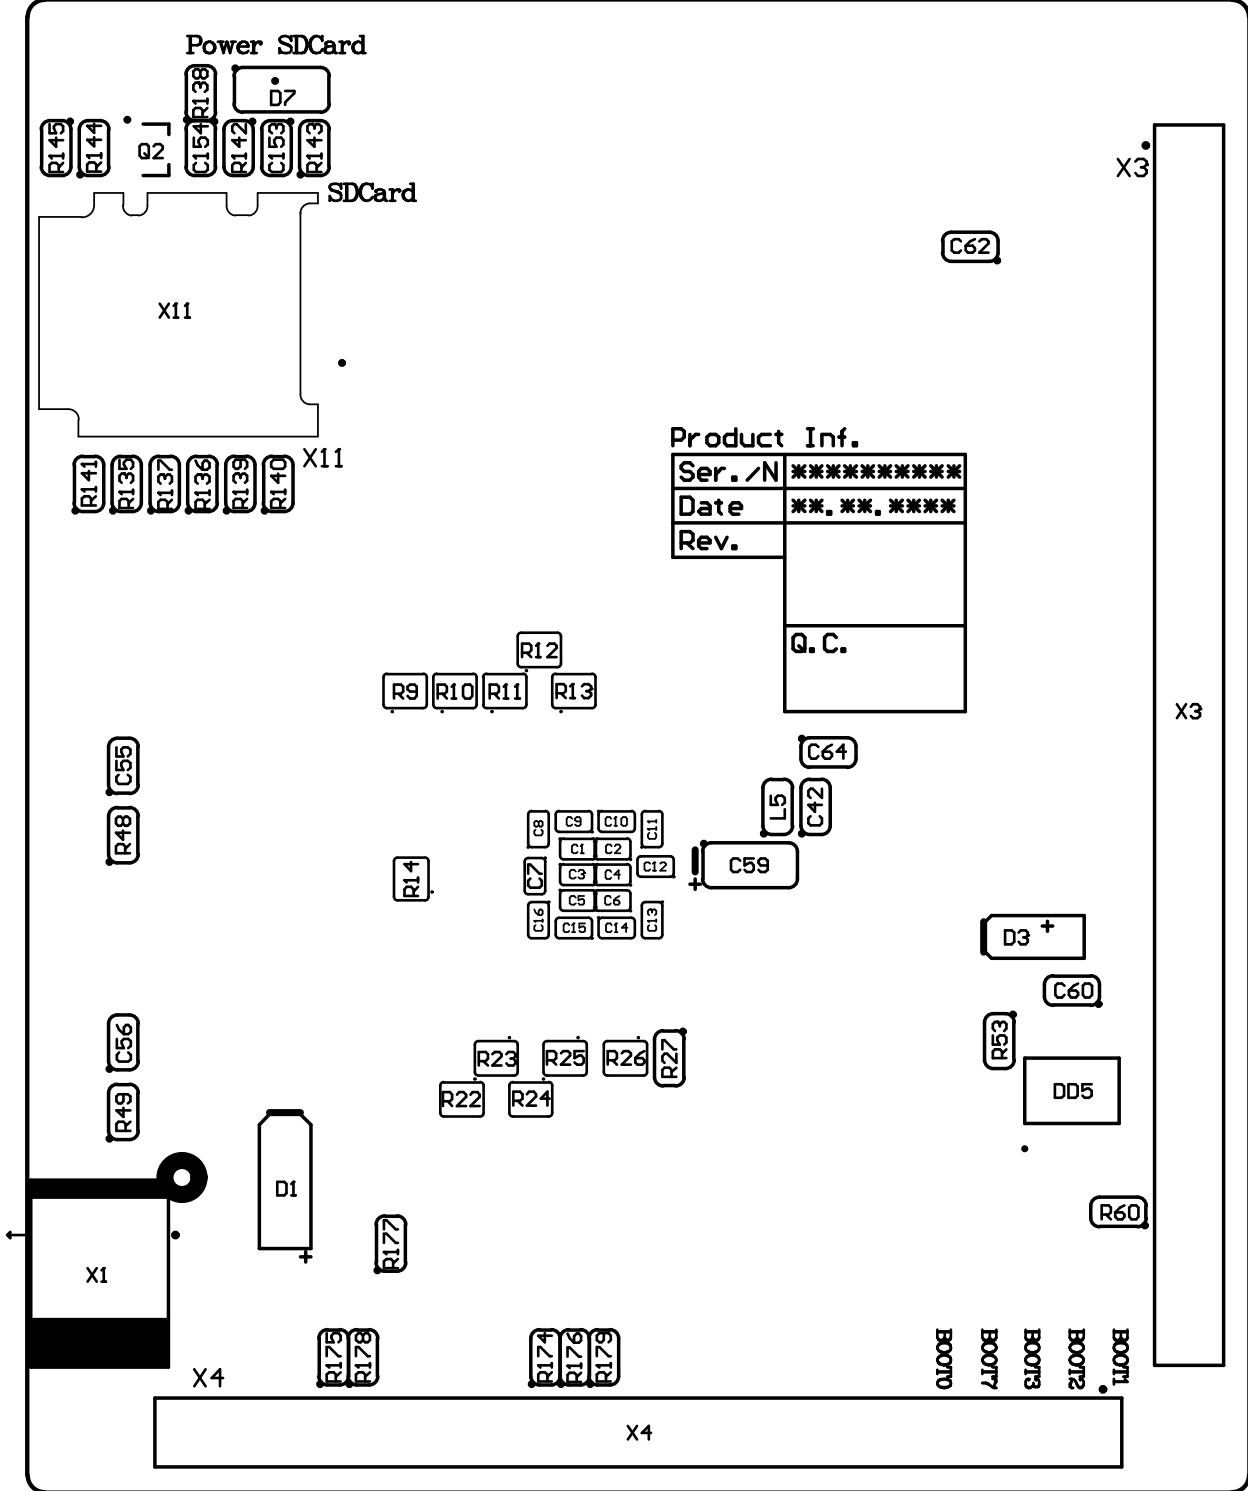 Power SDCard
R138
D7
R145
R144
Q2
C154
R142
C153
R143
X3
SDCard
C62
X11
Product Inf.
X11
Ser./N **********
R141
R135
R137
R136
R139
R140
Date **.**.****
Rev.
Q.C.
R12
R9
R10
R11
R13
X3
C55
C64
R48
L5
C42
C8
C9
C10
C11
C1
C2
R14
C7
C3
C4
C12
C59
+
C5
C6
C16
C15
C14
C13
D3 +
C60
C56
R53
R23
R25
R26
R27
R22
R24
DD5
R49
D1
+
R60
R177
X1
R175
R178
R174
R176
R179
BOOT0
BOOT7
BOOT3
BOOT2
BOOT1
X4
X4